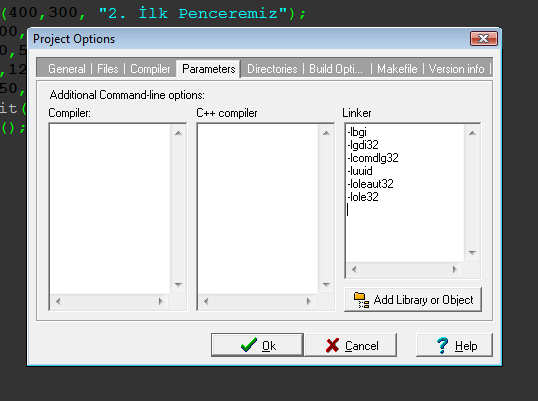 (400,300, "2. İlk Penceremiz");
00,
0,5
,12
50,
it(
();
Project Options
General
Files
Compiler
Parameters
Directories
Build Opti...
Makefile
Version info
Additional Command-line options:
Compiler:
C++ compiler
Linker
-lbgi
-lgdi32
-lcomdlg32
-luuid
-loleaut32
-lole32
Add Library or Object
Ok
Cancel
Help